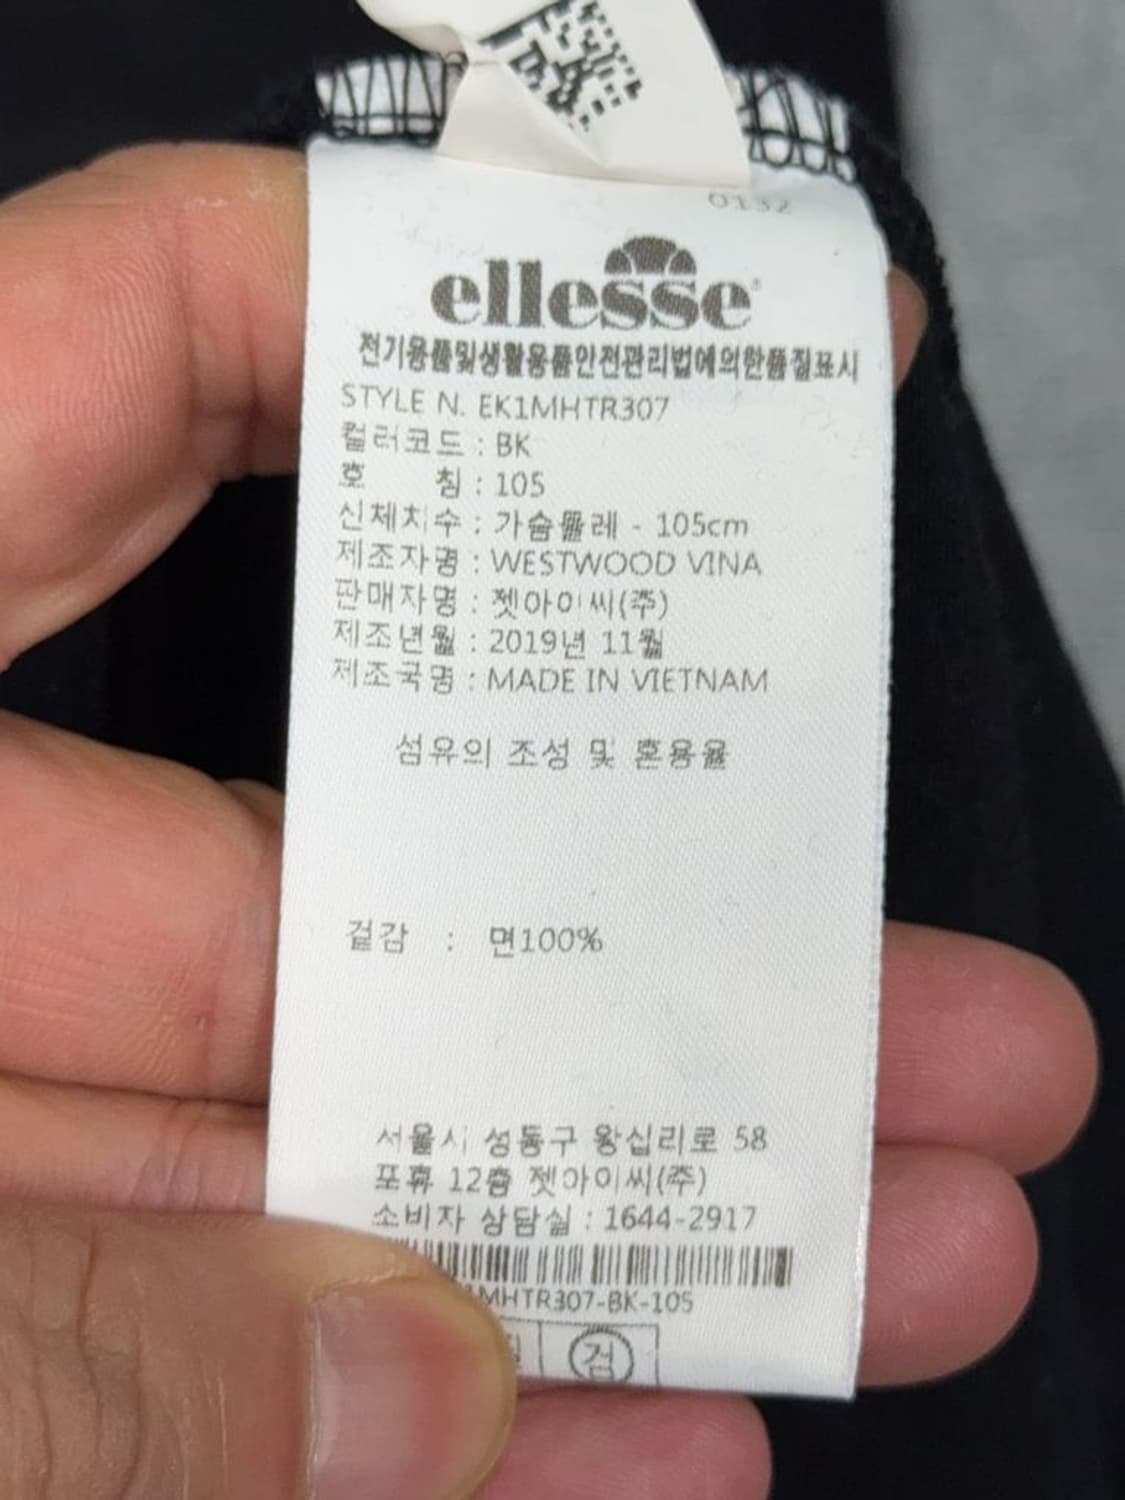 0132
ellesse
전기용품및생활용품안전관리법에의한품질표시
STYLE N. EK1MHTR307
컬러코드 : BK
호 칭 : 105
신체치수 : 가슴둘레 - 105cm
제조자명 : WESTWOOD VINA
판매자명 : 젯아이씨(주)
제조년월 : 2019년 11월
제조국명 : MADE IN VIETNAM
섬유의 조성 및 혼용율
겉감 : 면100%
서울시 성동구 왕십리로 58
포휴 12층 젯아이씨(주)
소비자 상담실 : 1644-2917
1MHTR307-BK-105
검